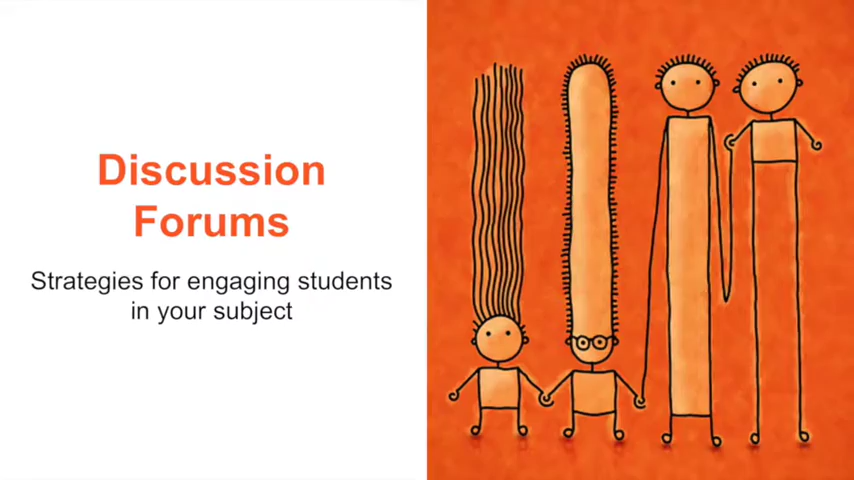 Discussion
Forums
Strategies for engaging students
in your subject